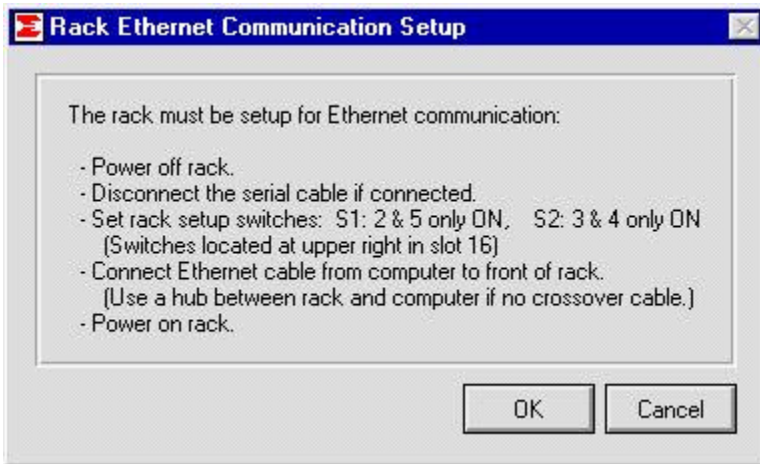 Rack Ethernet Communication Setup
The rack must be setup for Ethernet communication:
- Power off rack.
- Disconnect the serial cable if connected.
- Set rack setup switches: S1: 2 & 5 only ON, S2: 3 & 4 only ON
(Switches located at upper right in slot 16)
- Connect Ethernet cable from computer to front of rack.
(Use a hub between rack and computer if no crossover cable.)
- Power on rack.
OK Cancel